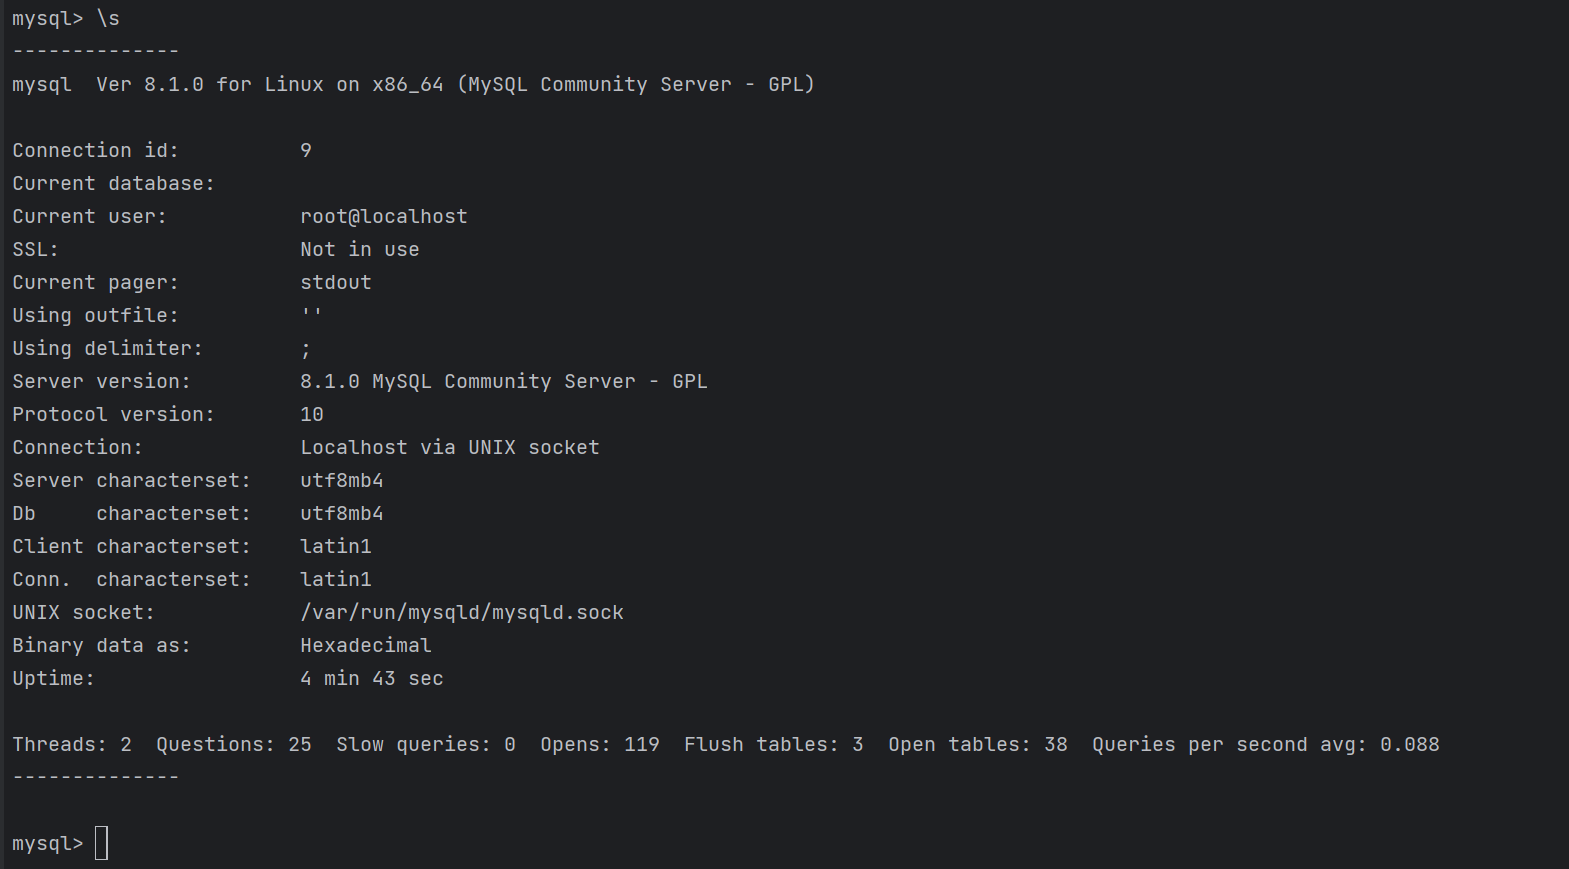 mysql> \s
--------------
mysql  Ver 8.1.0 for Linux on x86_64 (MySQL Community Server - GPL)
Connection id:          9
Current database:
Current user:           root@localhost
SSL:                    Not in use
Current pager:          stdout
Using outfile:          ''
Using delimiter:        ;
Server version:         8.1.0 MySQL Community Server - GPL
Protocol version:       10
Connection:             Localhost via UNIX socket
Server characterset:    utf8mb4
Db     characterset:    utf8mb4
Client characterset:    latin1
Conn.  characterset:    latin1
UNIX socket:            /var/run/mysqld/mysqld.sock
Binary data as:         Hexadecimal
Uptime:                 4 min 43 sec
Threads: 2  Questions: 25  Slow queries: 0  Opens: 119  Flush tables: 3  Open tables: 38  Queries per second avg: 0.088
--------------
mysql>